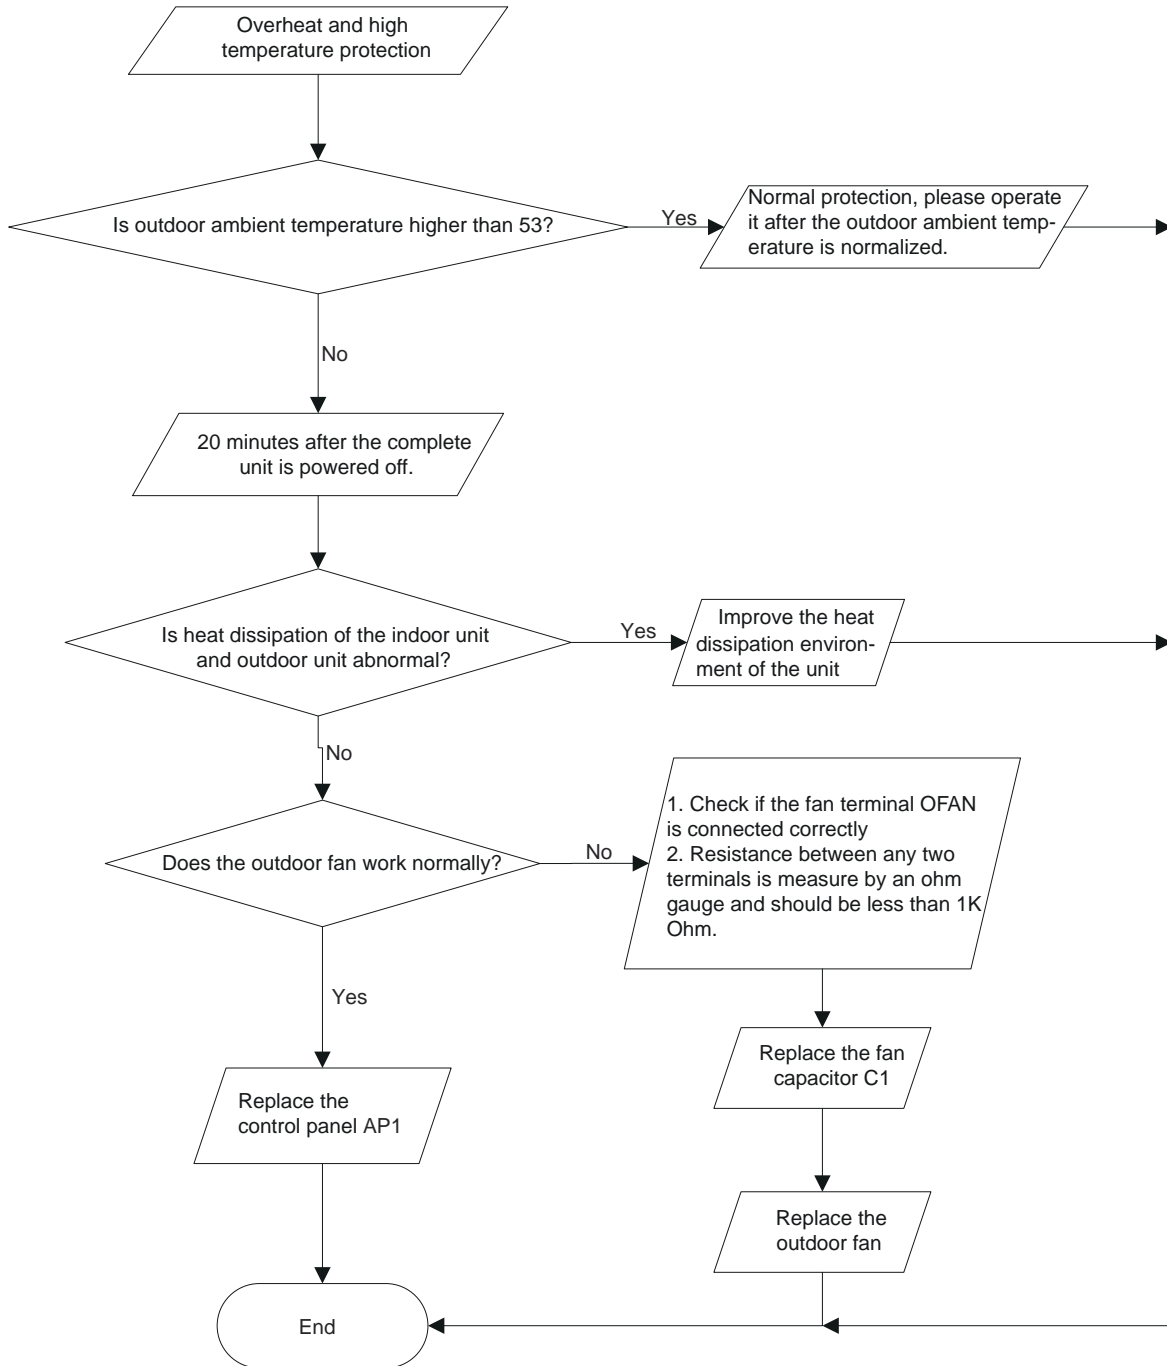 Overheat and high
temperature protection
Is outdoor ambient temperature higher than 53?
Yes
Normal protection, please operate
it after the outdoor ambient temp-
erature is normalized.
No
20 minutes after the complete
unit is powered off.
Is heat dissipation of the indoor unit
and outdoor unit abnormal?
Yes
Improve the heat
dissipation environ-
ment of the unit
No
Does the outdoor fan work normally?
No
1. Check if the fan terminal OFAN
is connected correctly
2. Resistance between any two
terminals is measure by an ohm
gauge and should be less than 1K
Ohm.
Yes
Replace the fan
capacitor C1
Replace the
control panel AP1
Replace the
outdoor fan
End